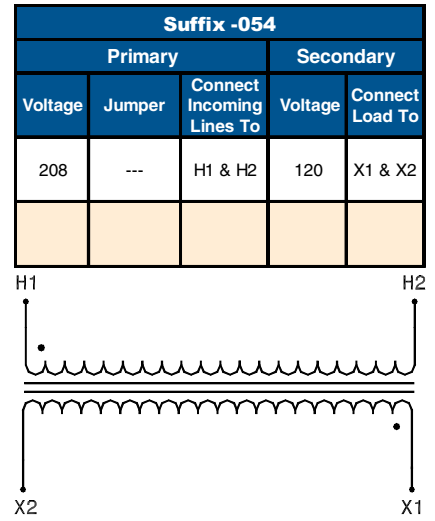 Suffix -054
Primary Secondary
Voltage Jumper Connect Incoming Lines To Voltage Connect Load To
208 --- H1 & H2 120 X1 & X2
H1 H2
X2 X1